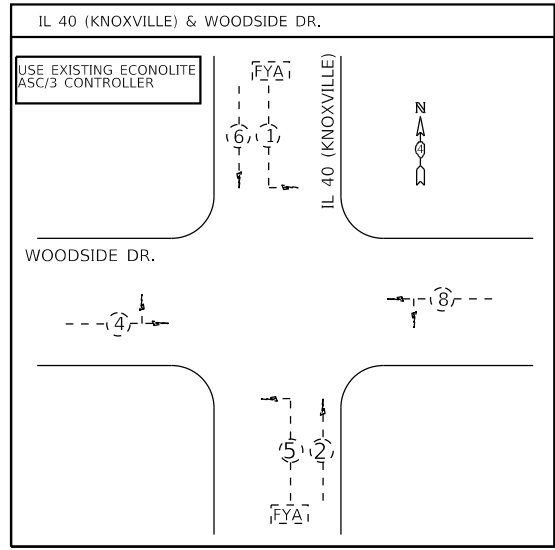 IL 40 (KNOXVILLE) & WOODSIDE DR.
USE EXISTING ECONOLITE
ASC/3 CONTROLLER
FYA
IL 40 (KNOXVILLE)
N
6
1
4
WOODSIDE DR.
4
8
5
2
FYA